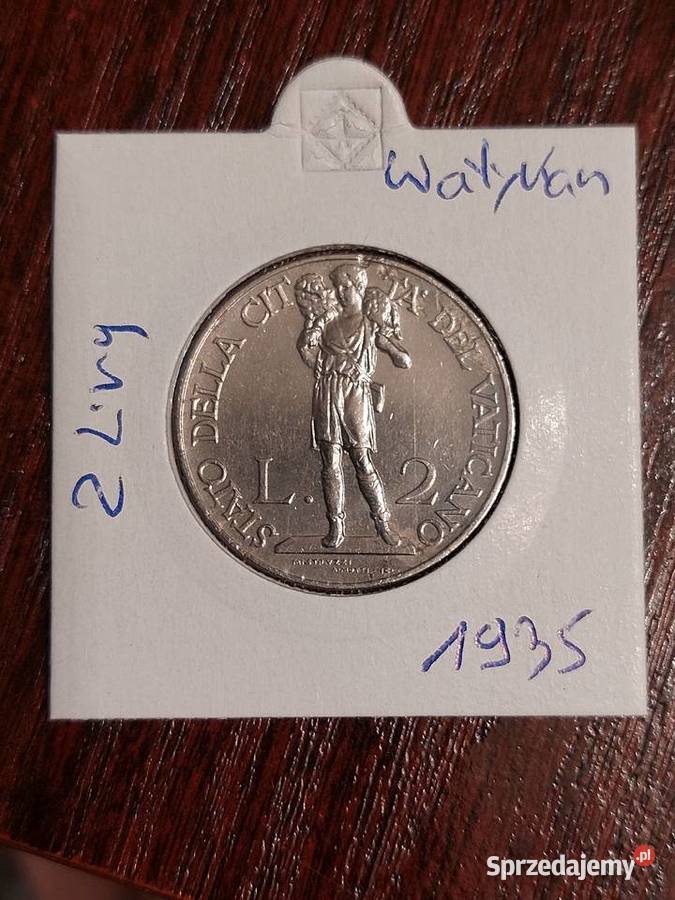 Watykan
2 Liry
STATO DELLA CITTÀ DEL VATICANO
L. 2
1935
Sprzedajemy.pl